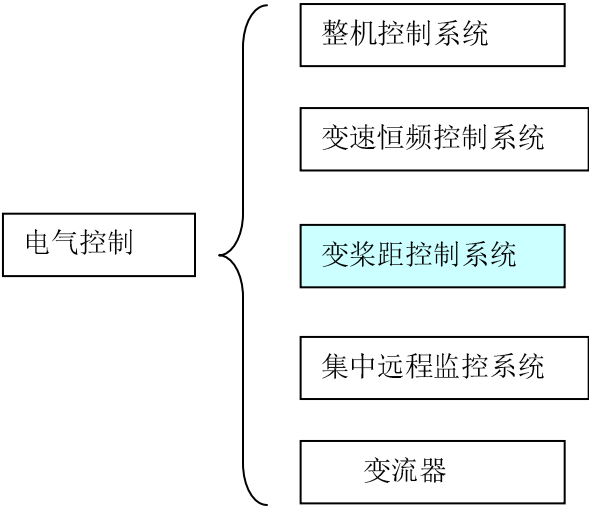 整机控制系统
变速恒频控制系统
电气控制
变桨距控制系统
集中远程监控系统
变流器